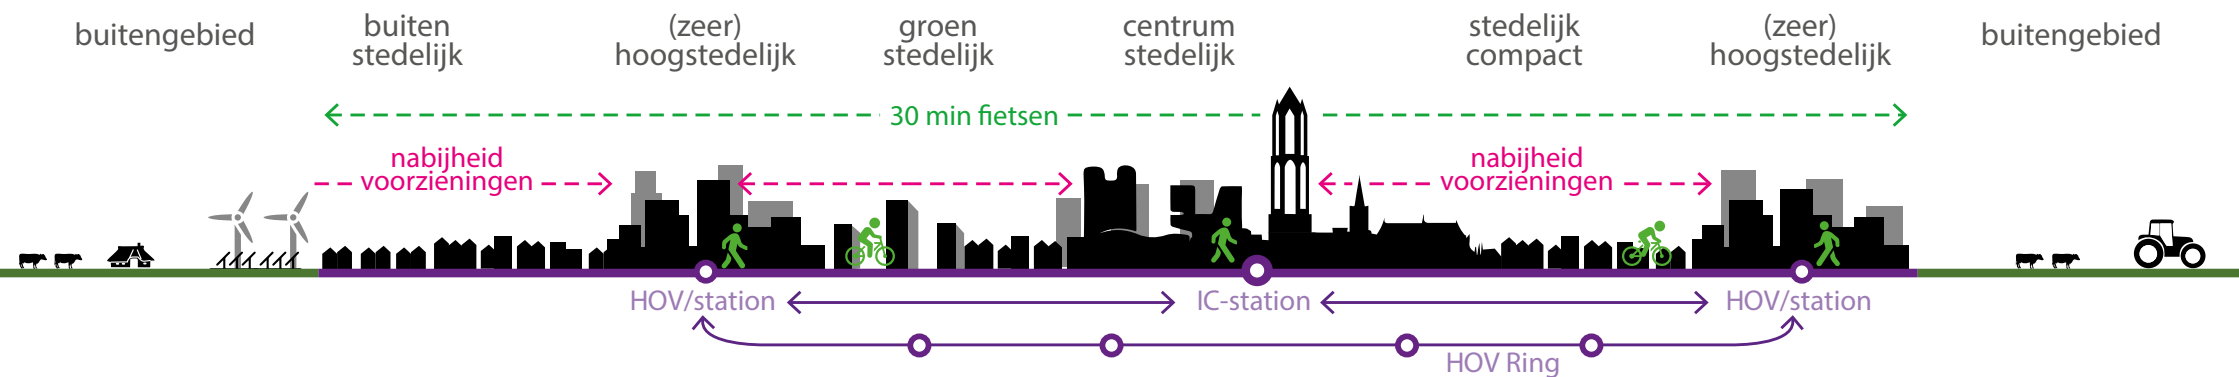 buitengebied
buiten
stedelijk
(zeer)
hoogstedelijk
groen
stedelijk
centrum
stedelijk
stedelijk
compact
(zeer)
hoogstedelijk
buitengebied
30 min fietsen
nabijheid
voorzieningen
nabijheid
voorzieningen
HOV/station
IC-station
HOV/station
HOV Ring